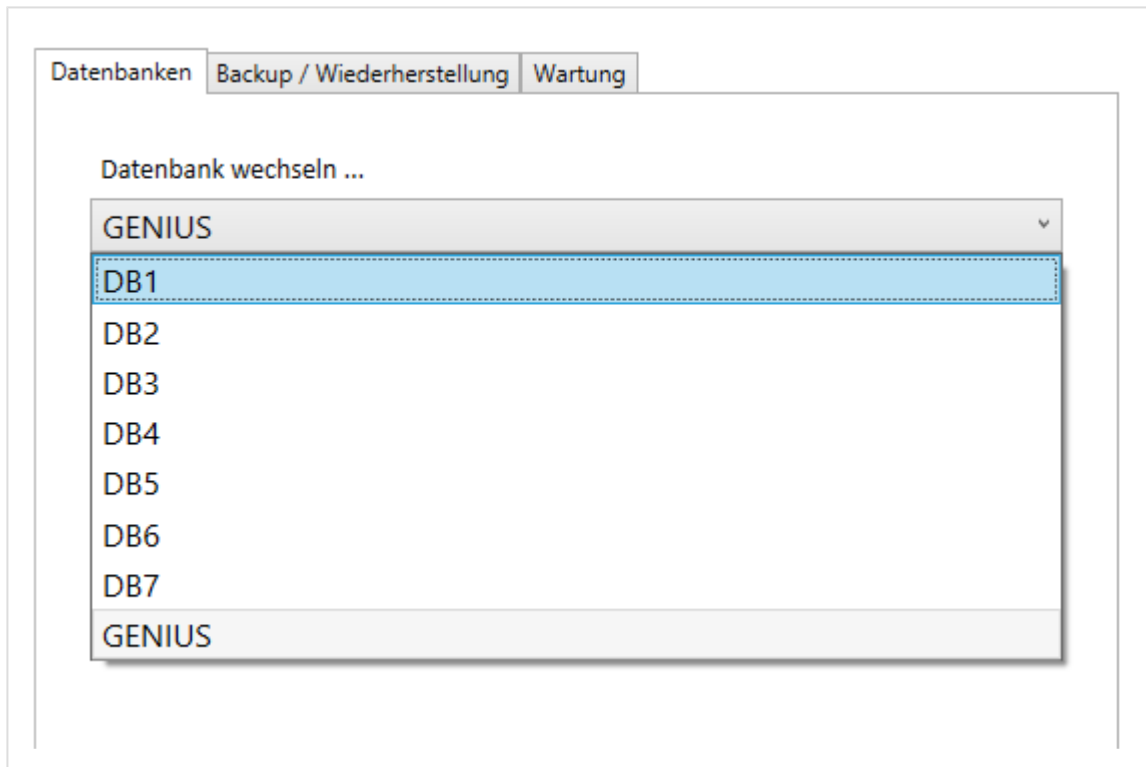 Datenbanken Backup / Wiederherstellung Wartung
Datenbank wechseln ...
GENIUS
DB1
DB2
DB3
DB4
DB5
DB6
DB7
GENIUS